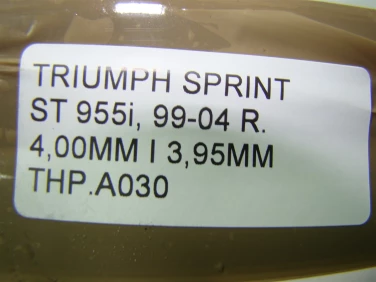 TRIUMPH SPRINT
ST 955i, 99-04 R.
4,00MM I 3,95MM
THP.A030